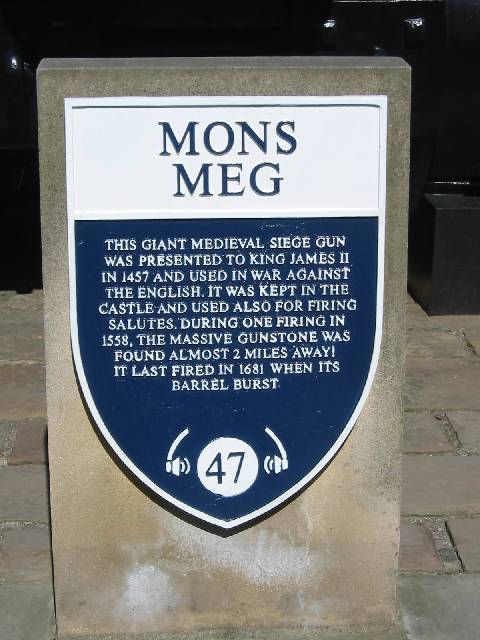 MONS
MEG
THIS GIANT MEDIEVAL SIEGE GUN
WAS PRESENTED TO KING JAMES II
IN 1457 AND USED IN WAR AGAINST
THE ENGLISH. IT WAS KEPT IN THE
CASTLE AND USED ALSO FOR FIRING
SALUTES. DURING ONE FIRING IN
1558, THE MASSIVE GUNSTONE WAS
FOUND ALMOST 2 MILES AWAY!
IT LAST FIRED IN 1681 WHEN ITS
BARREL BURST
47